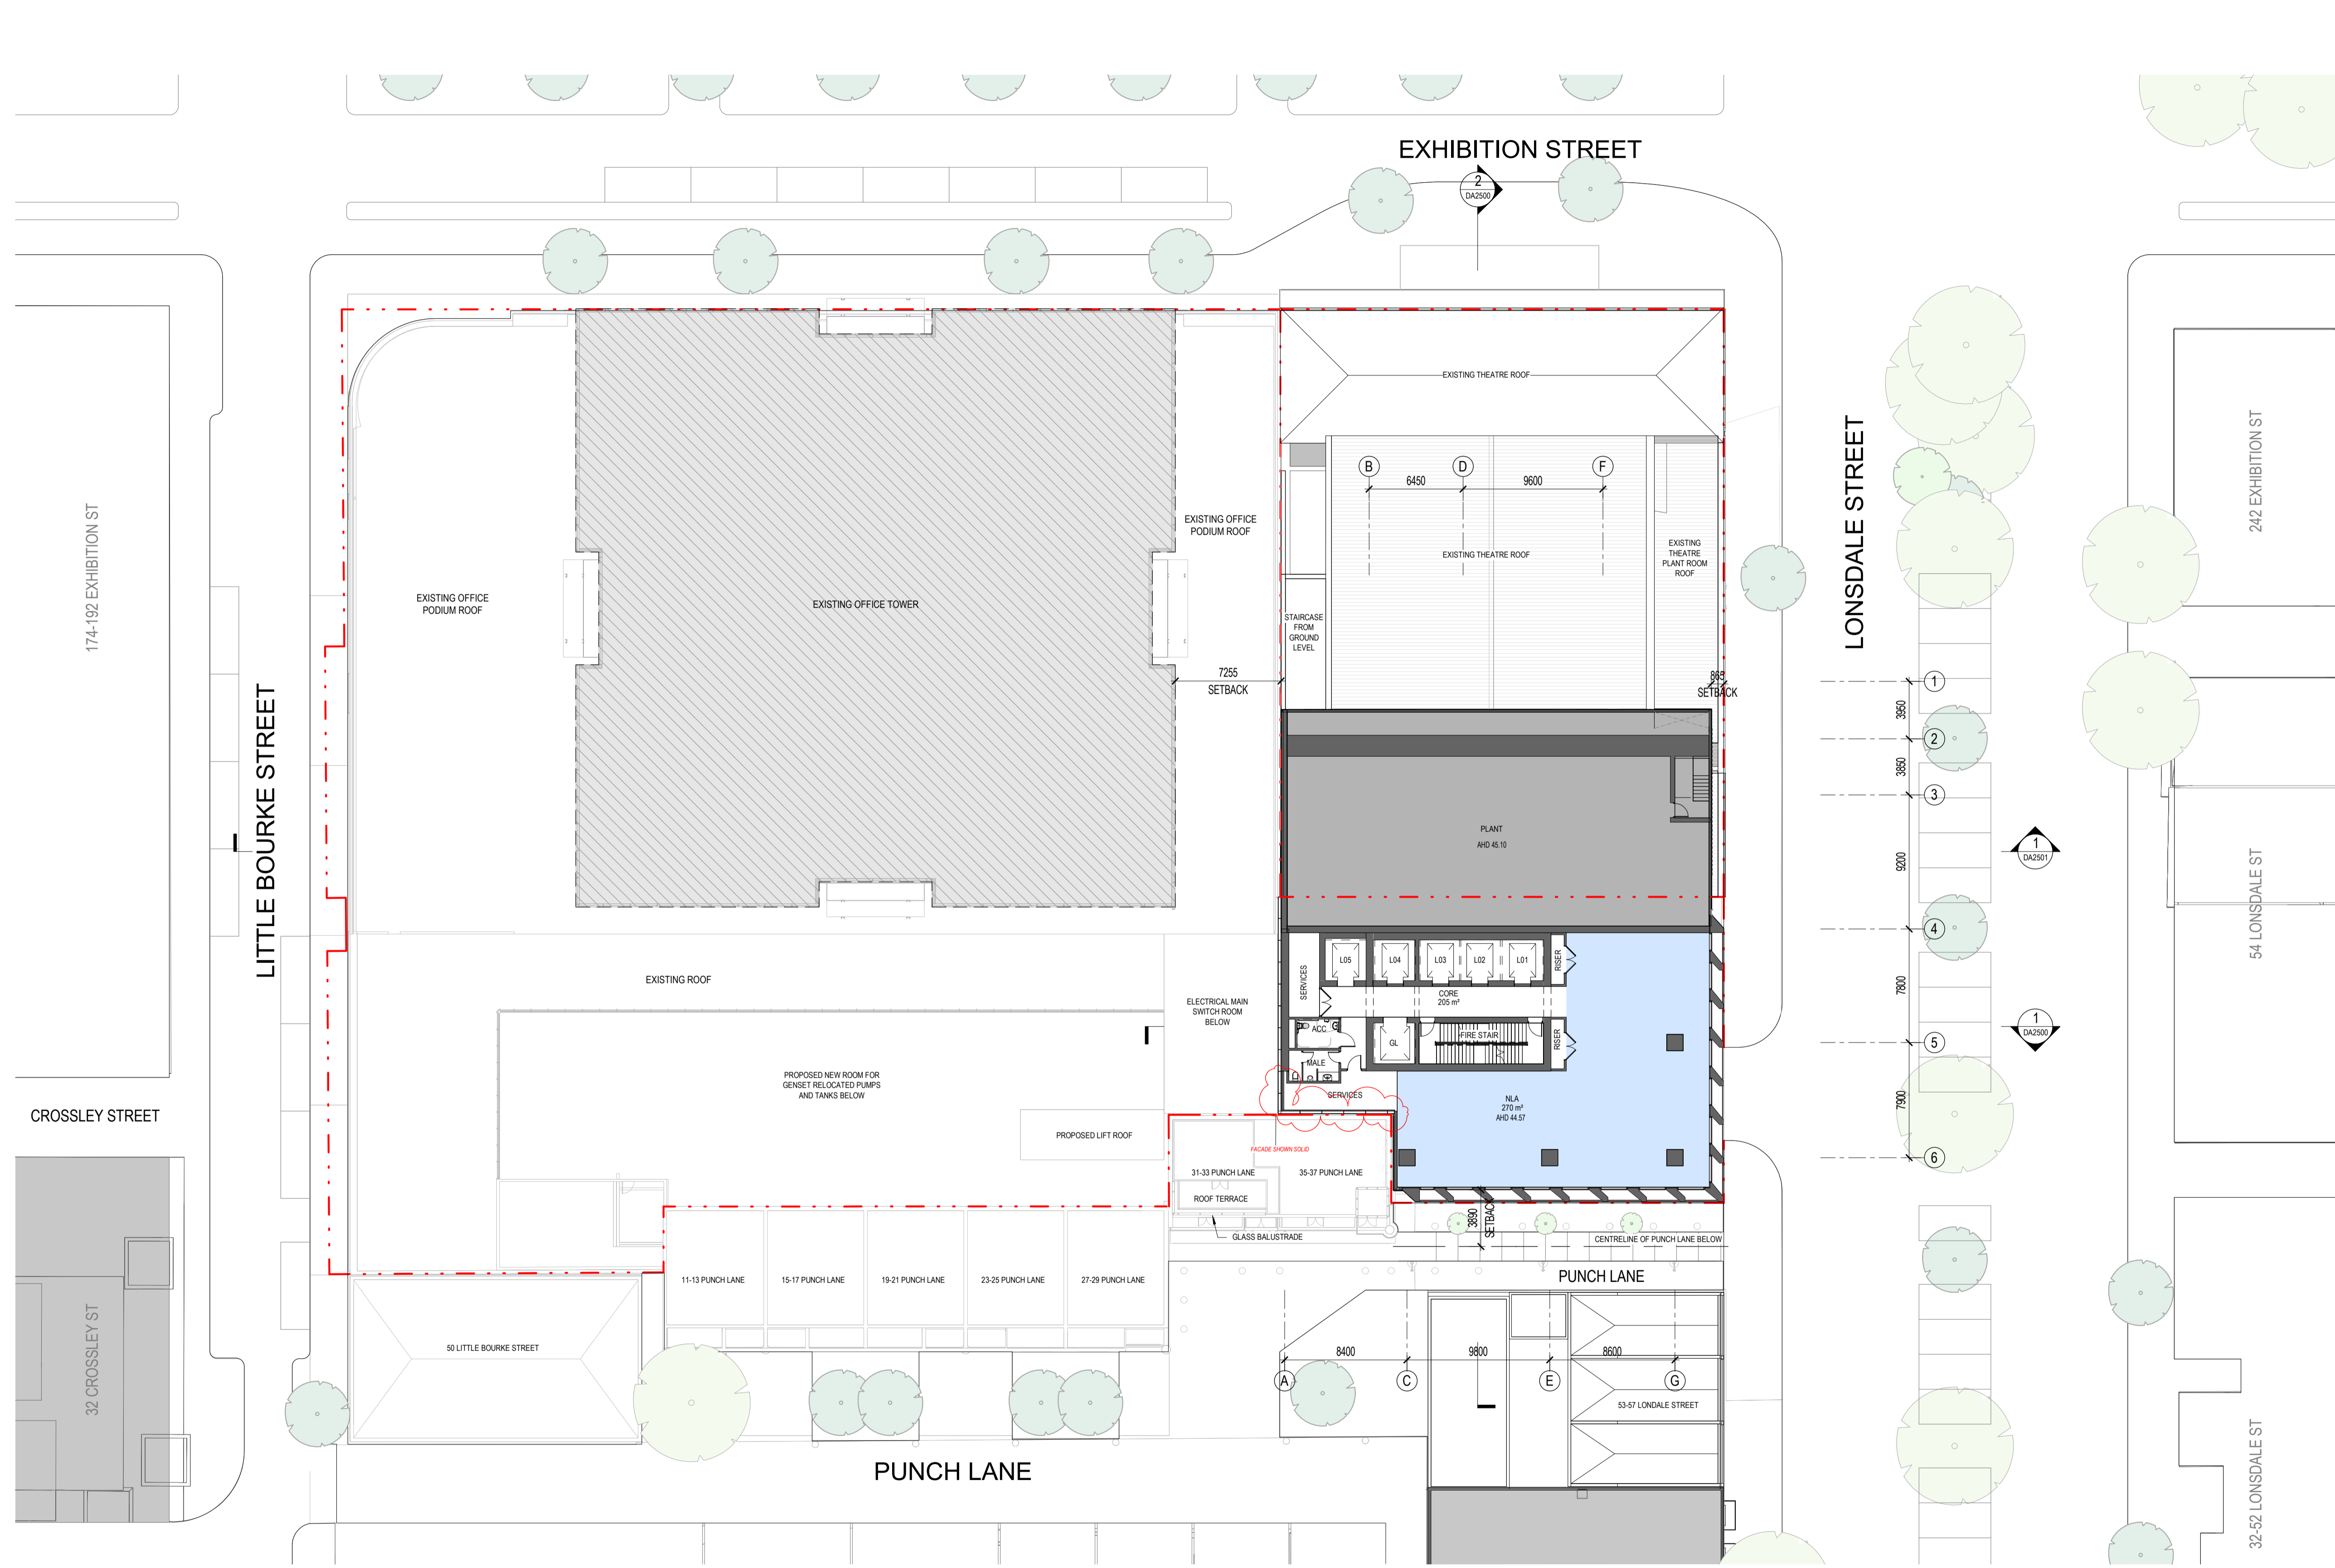 EXHIBITION STREET
2
DA2500
EXISTING THEATRE ROOF
B
D
F
6450
9600
EXISTING OFFICE
PODIUM ROOF
EXISTING THEATRE ROOF
EXISTING
THEATRE
PLANT ROOM
ROOF
LONSDALE STREET
242 EXHIBITION ST
174-192 EXHIBITION ST
EXISTING OFFICE
PODIUM ROOF
EXISTING OFFICE TOWER
STAIRCASE
FROM
GROUND
LEVEL
7255
SETBACK
865
SETBACK
1
3950
2
3850
3
9200
4
7800
5
7900
6
LITTLE BOURKE STREET
PLANT
AHD 45.10
1
DA2501
54 LONSDALE ST
EXISTING ROOF
SERVICES
L05
L04
L03
L02
L01
RISER
CORE
205 m²
ELECTRICAL MAIN
SWITCH ROOM
BELOW
ACC
GL
FIRE STAIR
RISER
MALE
1
DA2500
SERVICES
NLA
270 m²
AHD 44.57
PROPOSED NEW ROOM FOR
GENSET RELOCATED PUMPS
AND TANKS BELOW
CROSSLEY STREET
PROPOSED LIFT ROOF
FACADE SHOWN SOLID
31-33 PUNCH LANE
35-37 PUNCH LANE
ROOF TERRACE
GLASS BALUSTRADE
3890
SETBACK
CENTRELINE OF PUNCH LANE BELOW
11-13 PUNCH LANE
15-17 PUNCH LANE
19-21 PUNCH LANE
23-25 PUNCH LANE
27-29 PUNCH LANE
PUNCH LANE
50 LITTLE BOURKE STREET
32 CROSSLEY ST
8400
9800
8600
A
C
E
G
53-57 LONDALE STREET
PUNCH LANE
32-52 LONSDALE ST